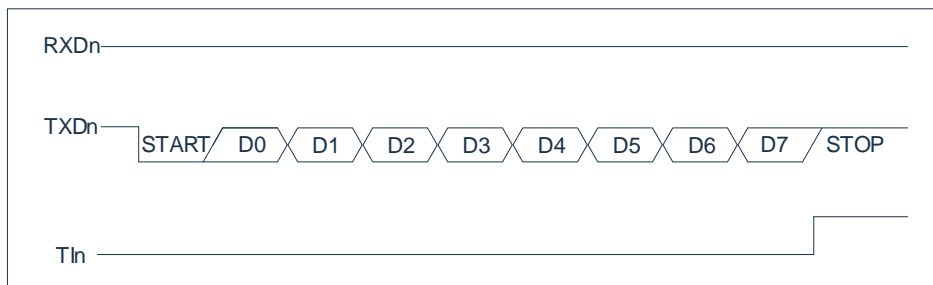 RXDn
TXDn
START D0 D1 D2 D3 D4 D5 D6 D7 STOP
TIn